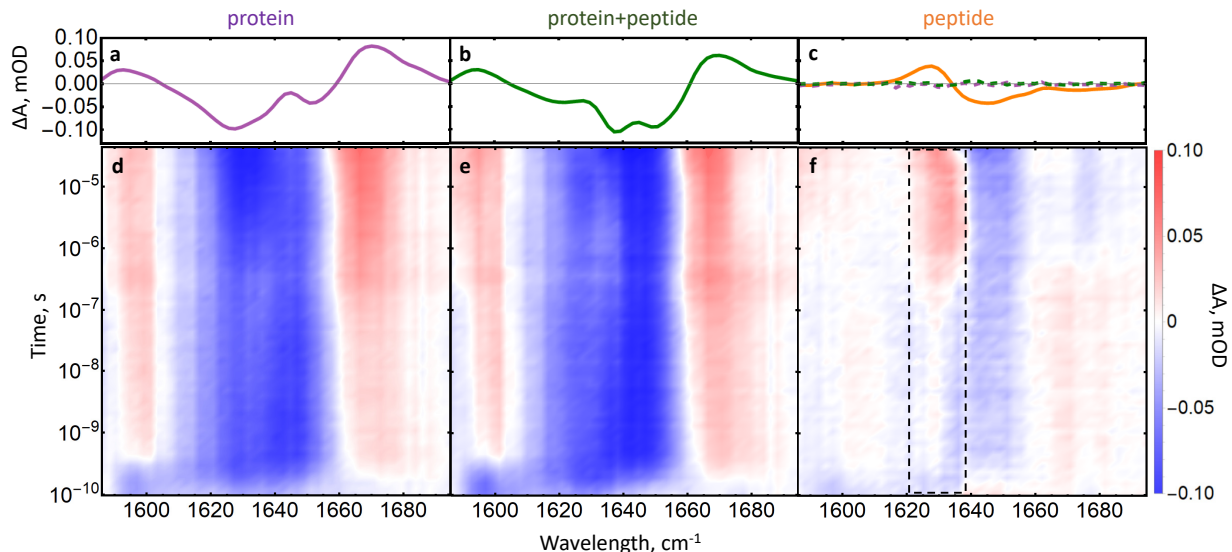 protein protein+peptide peptide
ΔA, mOD
0.10
0.05
0.00
−0.05
−0.10
a
b
c
d
e
f
Time, s
10⁻⁵
10⁻⁶
10⁻⁷
10⁻⁸
10⁻⁹
10⁻¹⁰
1600 1620 1640 1660 1680 1600 1620 1640 1660 1680 1600 1620 1640 1660 1680
Wavelength, cm⁻¹
0.10
0.05
0
−0.05
−0.10
ΔA, mOD